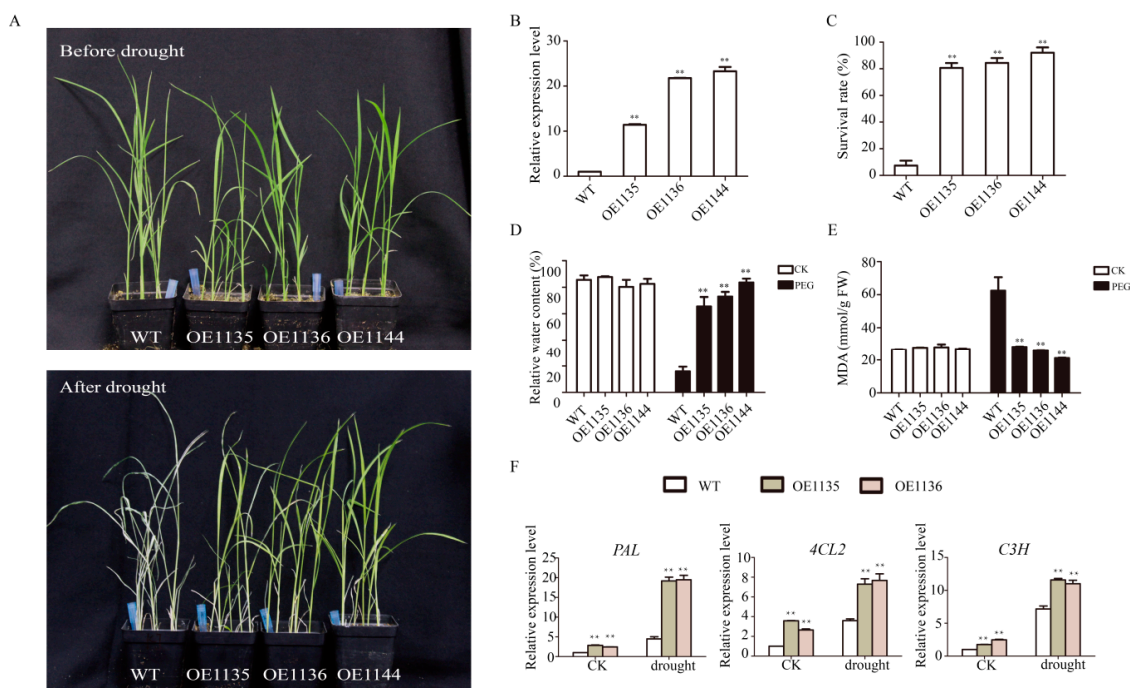 A
Before drought
WT OE1135 OE1136 OE1144
After drought
WT OE1135 OE1136 OE1144
B
Relative expression level
30
20
10
0
**
**
**
WT OE1135 OE1136 OE1144
C
Survival rate (%)
100
80
60
40
20
0
**
**
**
WT OE1135 OE1136 OE1144
D
Relative water content (%)
100
80
60
40
20
0
** ** **
CK
PEG
WT OE1135 OE1136 OE1144 WT OE1135 OE1136 OE1144
E
MDA (mmol/g FW)
80
60
40
20
0
** ** **
CK
PEG
WT OE1135 OE1136 OE1144 WT OE1135 OE1136 OE1144
F
WT OE1135 OE1136
PAL
Relative expression level
25
20
15
10
5
0
** ** ** **
CK drought
4CL2
Relative expression level
10
8
6
4
2
0
** ** ** **
CK drought
C3H
Relative expression level
15
10
5
0
** ** ** **
CK drought